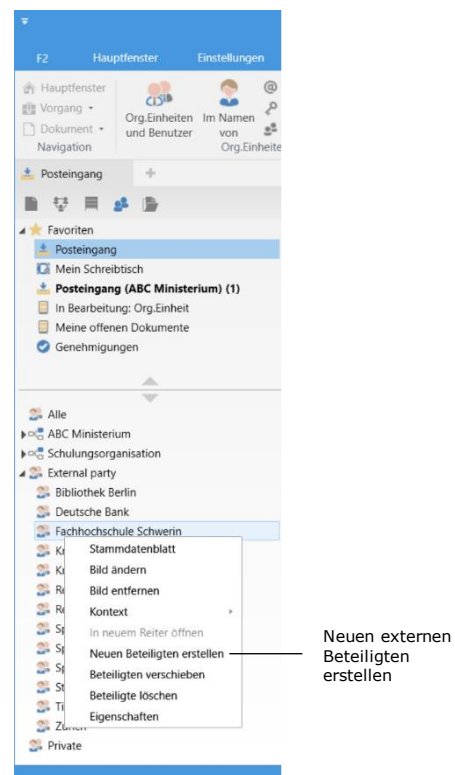 F2 Hauptfenster Einstellungen
Hauptfenster
Vorgang
Dokument
Navigation
cBrain
Org.Einheiten
und Benutzer
Im Namen
von
Org.Einheite
Posteingang +
Favoriten
Posteingang
Mein Schreibtisch
Posteingang (ABC Ministerium) (1)
In Bearbeitung: Org.Einheit
Meine offenen Dokumente
Genehmigungen
Alle
ABC Ministerium
Schulungsorganisation
External party
Bibliothek Berlin
Deutsche Bank
Fachhochschule Schwerin
Stammdatenblatt
Bild ändern
Bild entfernen
Kontext
In neuem Reiter öffnen
Neuen Beteiligten erstellen
Beteiligten verschieben
Beteiligte löschen
Eigenschaften
Private
Neuen externen
Beteiligten
erstellen